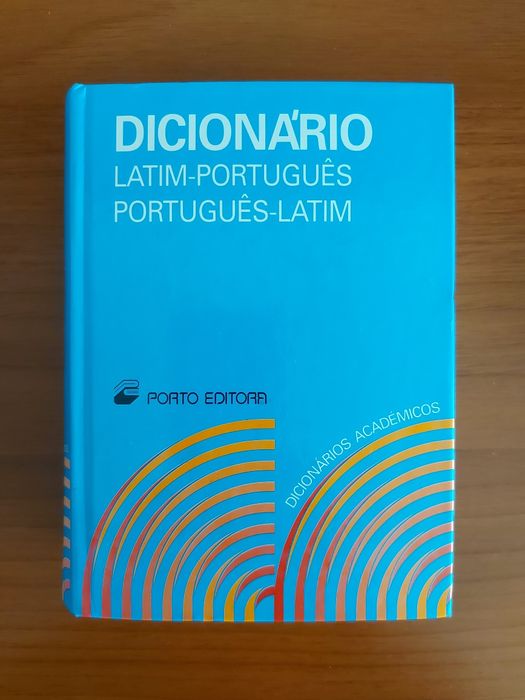 DICIONÁRIO
LATIM-PORTUGUÊS
PORTUGUÊS-LATIM
PORTO EDITORA
DICIONÁRIOS ACADÉMICOS